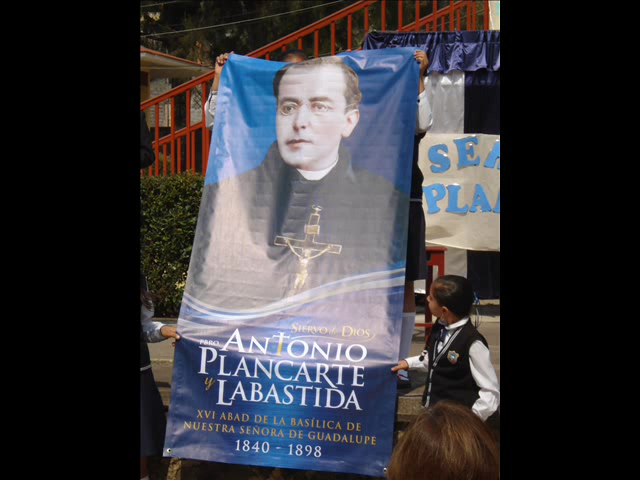 SEA
PLA
SIERVO de DIOS
PBRO. ANTONIO
PLANCARTE
y LABASTIDA
XVI ABAD DE LA BASÍLICA DE
NUESTRA SEÑORA DE GUADALUPE
1840 - 1898